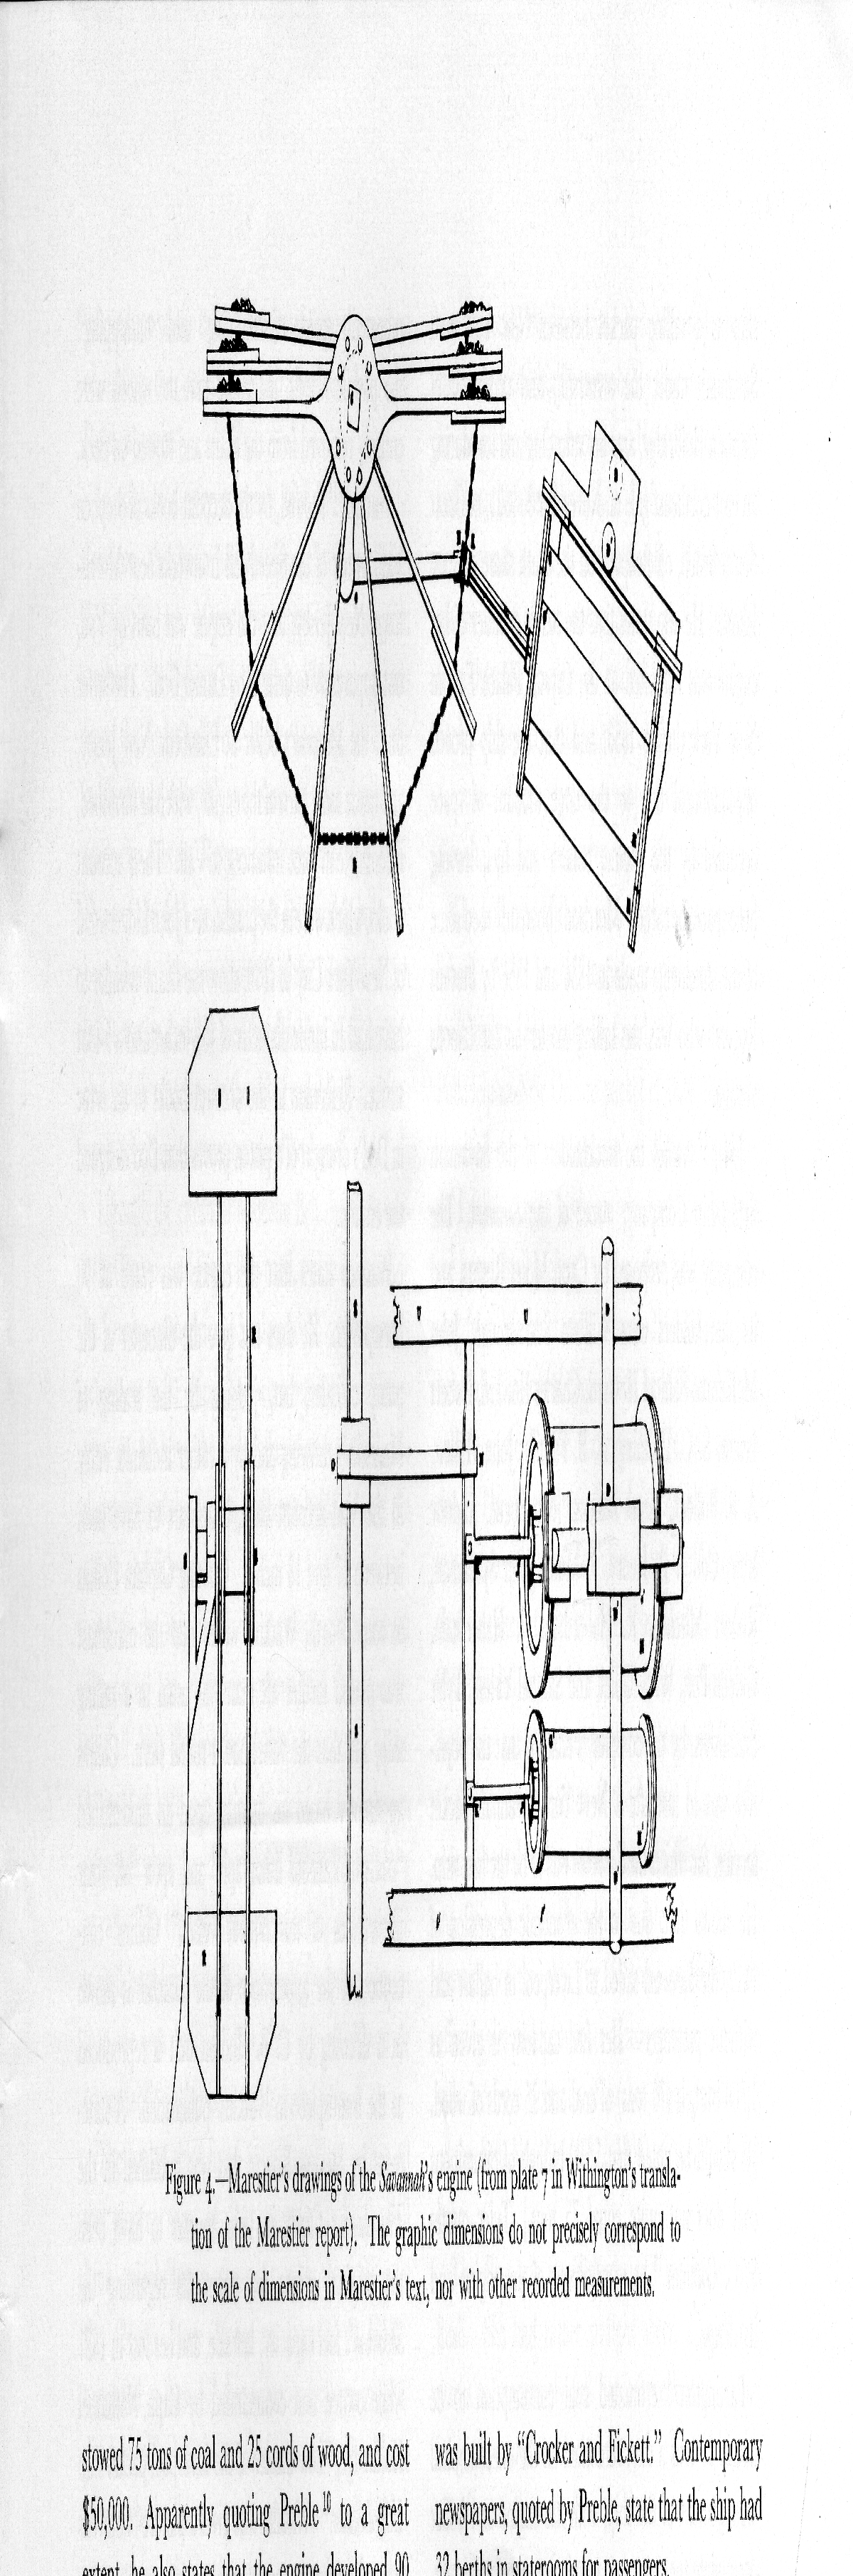 Figure 4.—Marestier's drawings of the Savannah's engine (from plate 7 in Withington's transla-
tion of the Marestier report). The graphic dimensions do not precisely correspond to
the scale of dimensions in Marestier's text, nor with other recorded measurements.
stowed 75 tons of coal and 25 cords of wood, and cost
$50,000. Apparently quoting Preble 10 to a great
extent, he also states that the engine developed 90
was built by "Crocker and Fickett." Contemporary
newspapers, quoted by Preble, state that the ship had
32 berths in staterooms for passengers.